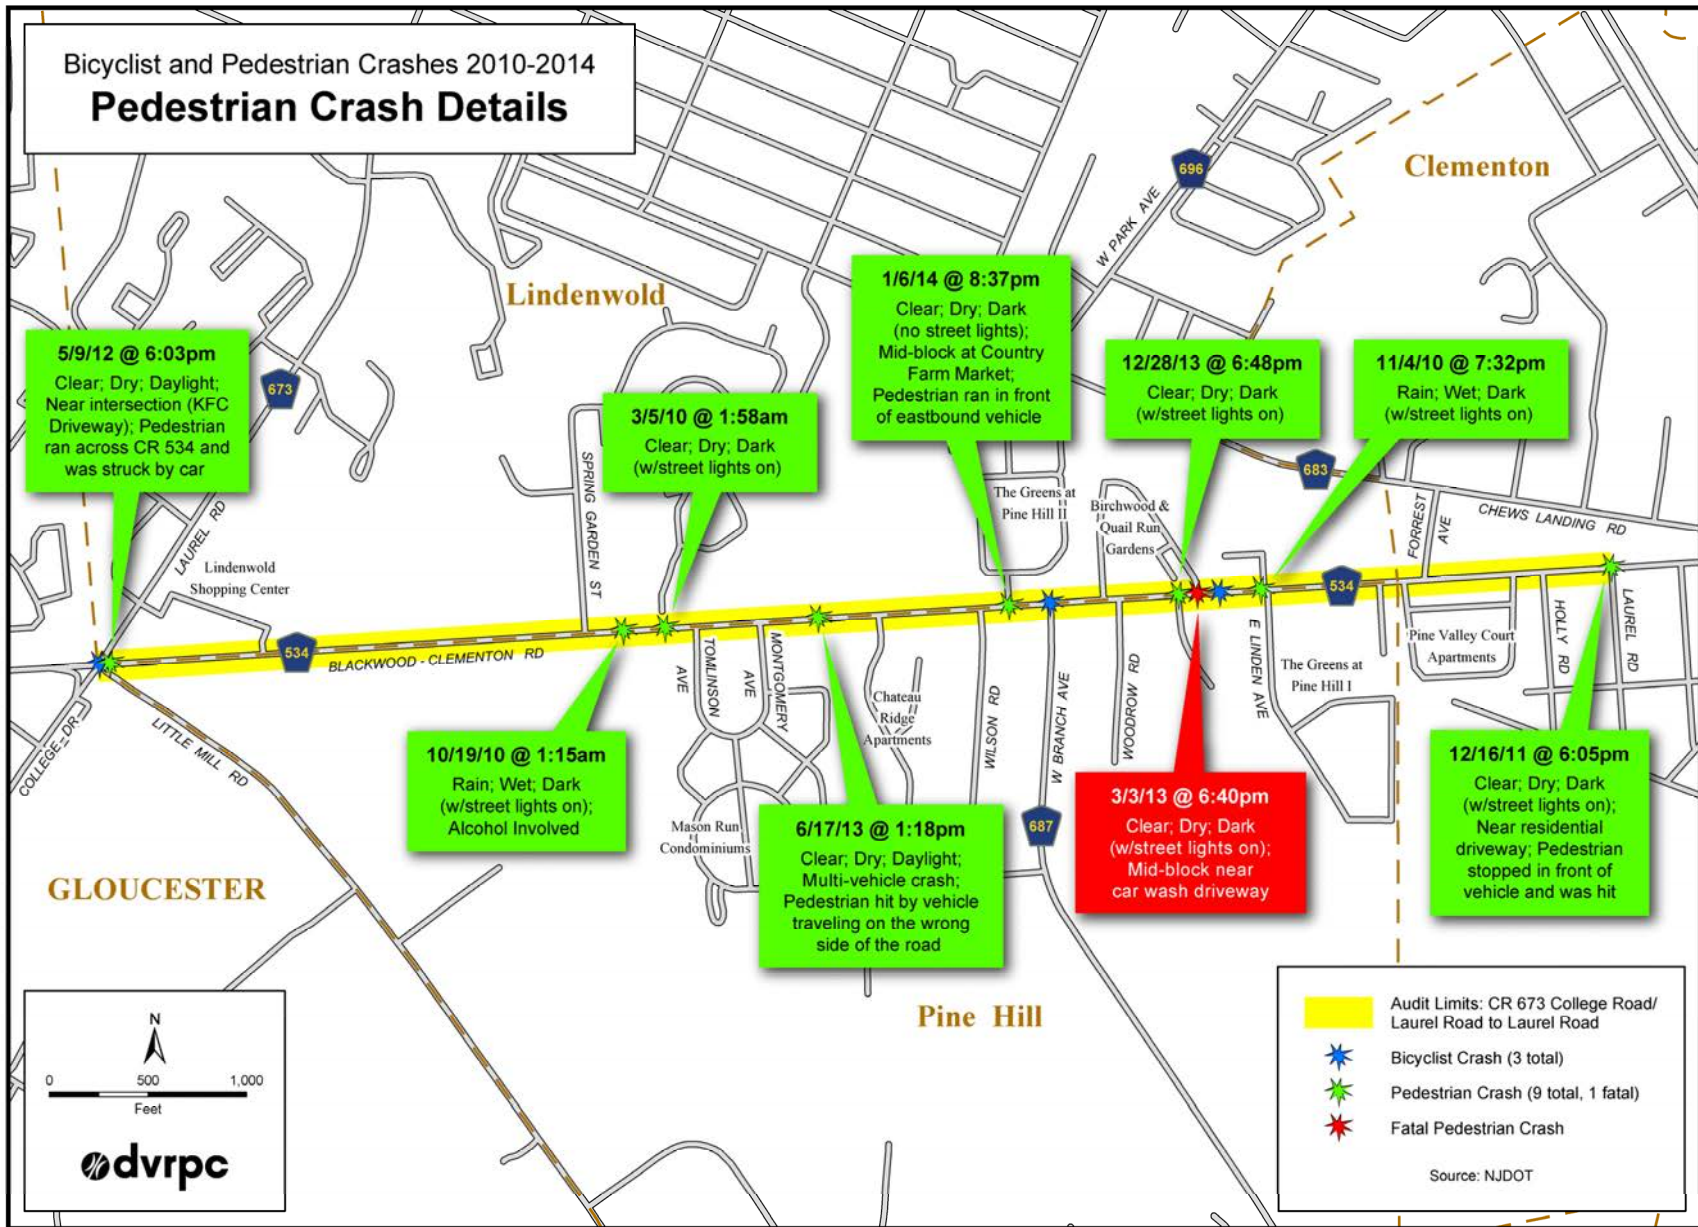 Bicyclist and Pedestrian Crashes 2010-2014
Pedestrian Crash Details
Clementon
696
W PARK AVE
Lindenwold
1/6/14 @ 8:37pm
Clear; Dry; Dark
(no street lights);
Mid-block at Country
Farm Market;
Pedestrian ran in front
of eastbound vehicle
5/9/12 @ 6:03pm
Clear; Dry; Daylight;
Near intersection (KFC
Driveway); Pedestrian
ran across CR 534 and
was struck by car
673
12/28/13 @ 6:48pm
Clear; Dry; Dark
(w/street lights on)
11/4/10 @ 7:32pm
Rain; Wet; Dark
(w/street lights on)
3/5/10 @ 1:58am
Clear; Dry; Dark
(w/street lights on)
683
SPRING GARDEN ST
The Greens at
Pine Hill II
Birchwood &
Quail Run
Gardens
FORREST
AVE
CHEWS LANDING RD
LAUREL RD
Lindenwold
Shopping Center
534
534
BLACKWOOD - CLEMENTON RD
HOLLY RD
LAUREL RD
Pine Valley Court
Apartments
E LINDEN AVE
The Greens at
Pine Hill I
TOMLINSON
AVE
MONTGOMERY
AVE
Chateau
Ridge
Apartments
WILSON RD
W BRANCH AVE
WOODROW RD
COLLEGE DR
LITTLE MILL RD
10/19/10 @ 1:15am
Rain; Wet; Dark
(w/street lights on);
Alcohol Involved
12/16/11 @ 6:05pm
Clear; Dry; Dark
(w/street lights on);
Near residential
driveway; Pedestrian
stopped in front of
vehicle and was hit
3/3/13 @ 6:40pm
Clear; Dry; Dark
(w/street lights on);
Mid-block near
car wash driveway
687
Mason Run
Condominiums
6/17/13 @ 1:18pm
Clear; Dry; Daylight;
Multi-vehicle crash;
Pedestrian hit by vehicle
traveling on the wrong
side of the road
GLOUCESTER
Pine Hill
N
0 500 1,000
Feet
dvrpc
Audit Limits: CR 673 College Road/
Laurel Road to Laurel Road
Bicyclist Crash (3 total)
Pedestrian Crash (9 total, 1 fatal)
Fatal Pedestrian Crash
Source: NJDOT